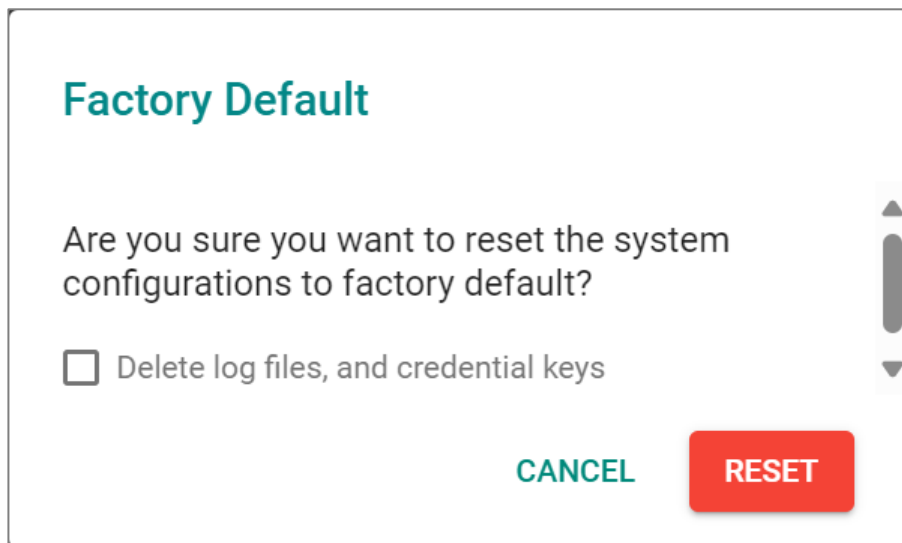 Factory Default
Are you sure you want to reset the system
configurations to factory default?
Delete log files, and credential keys
CANCEL RESET